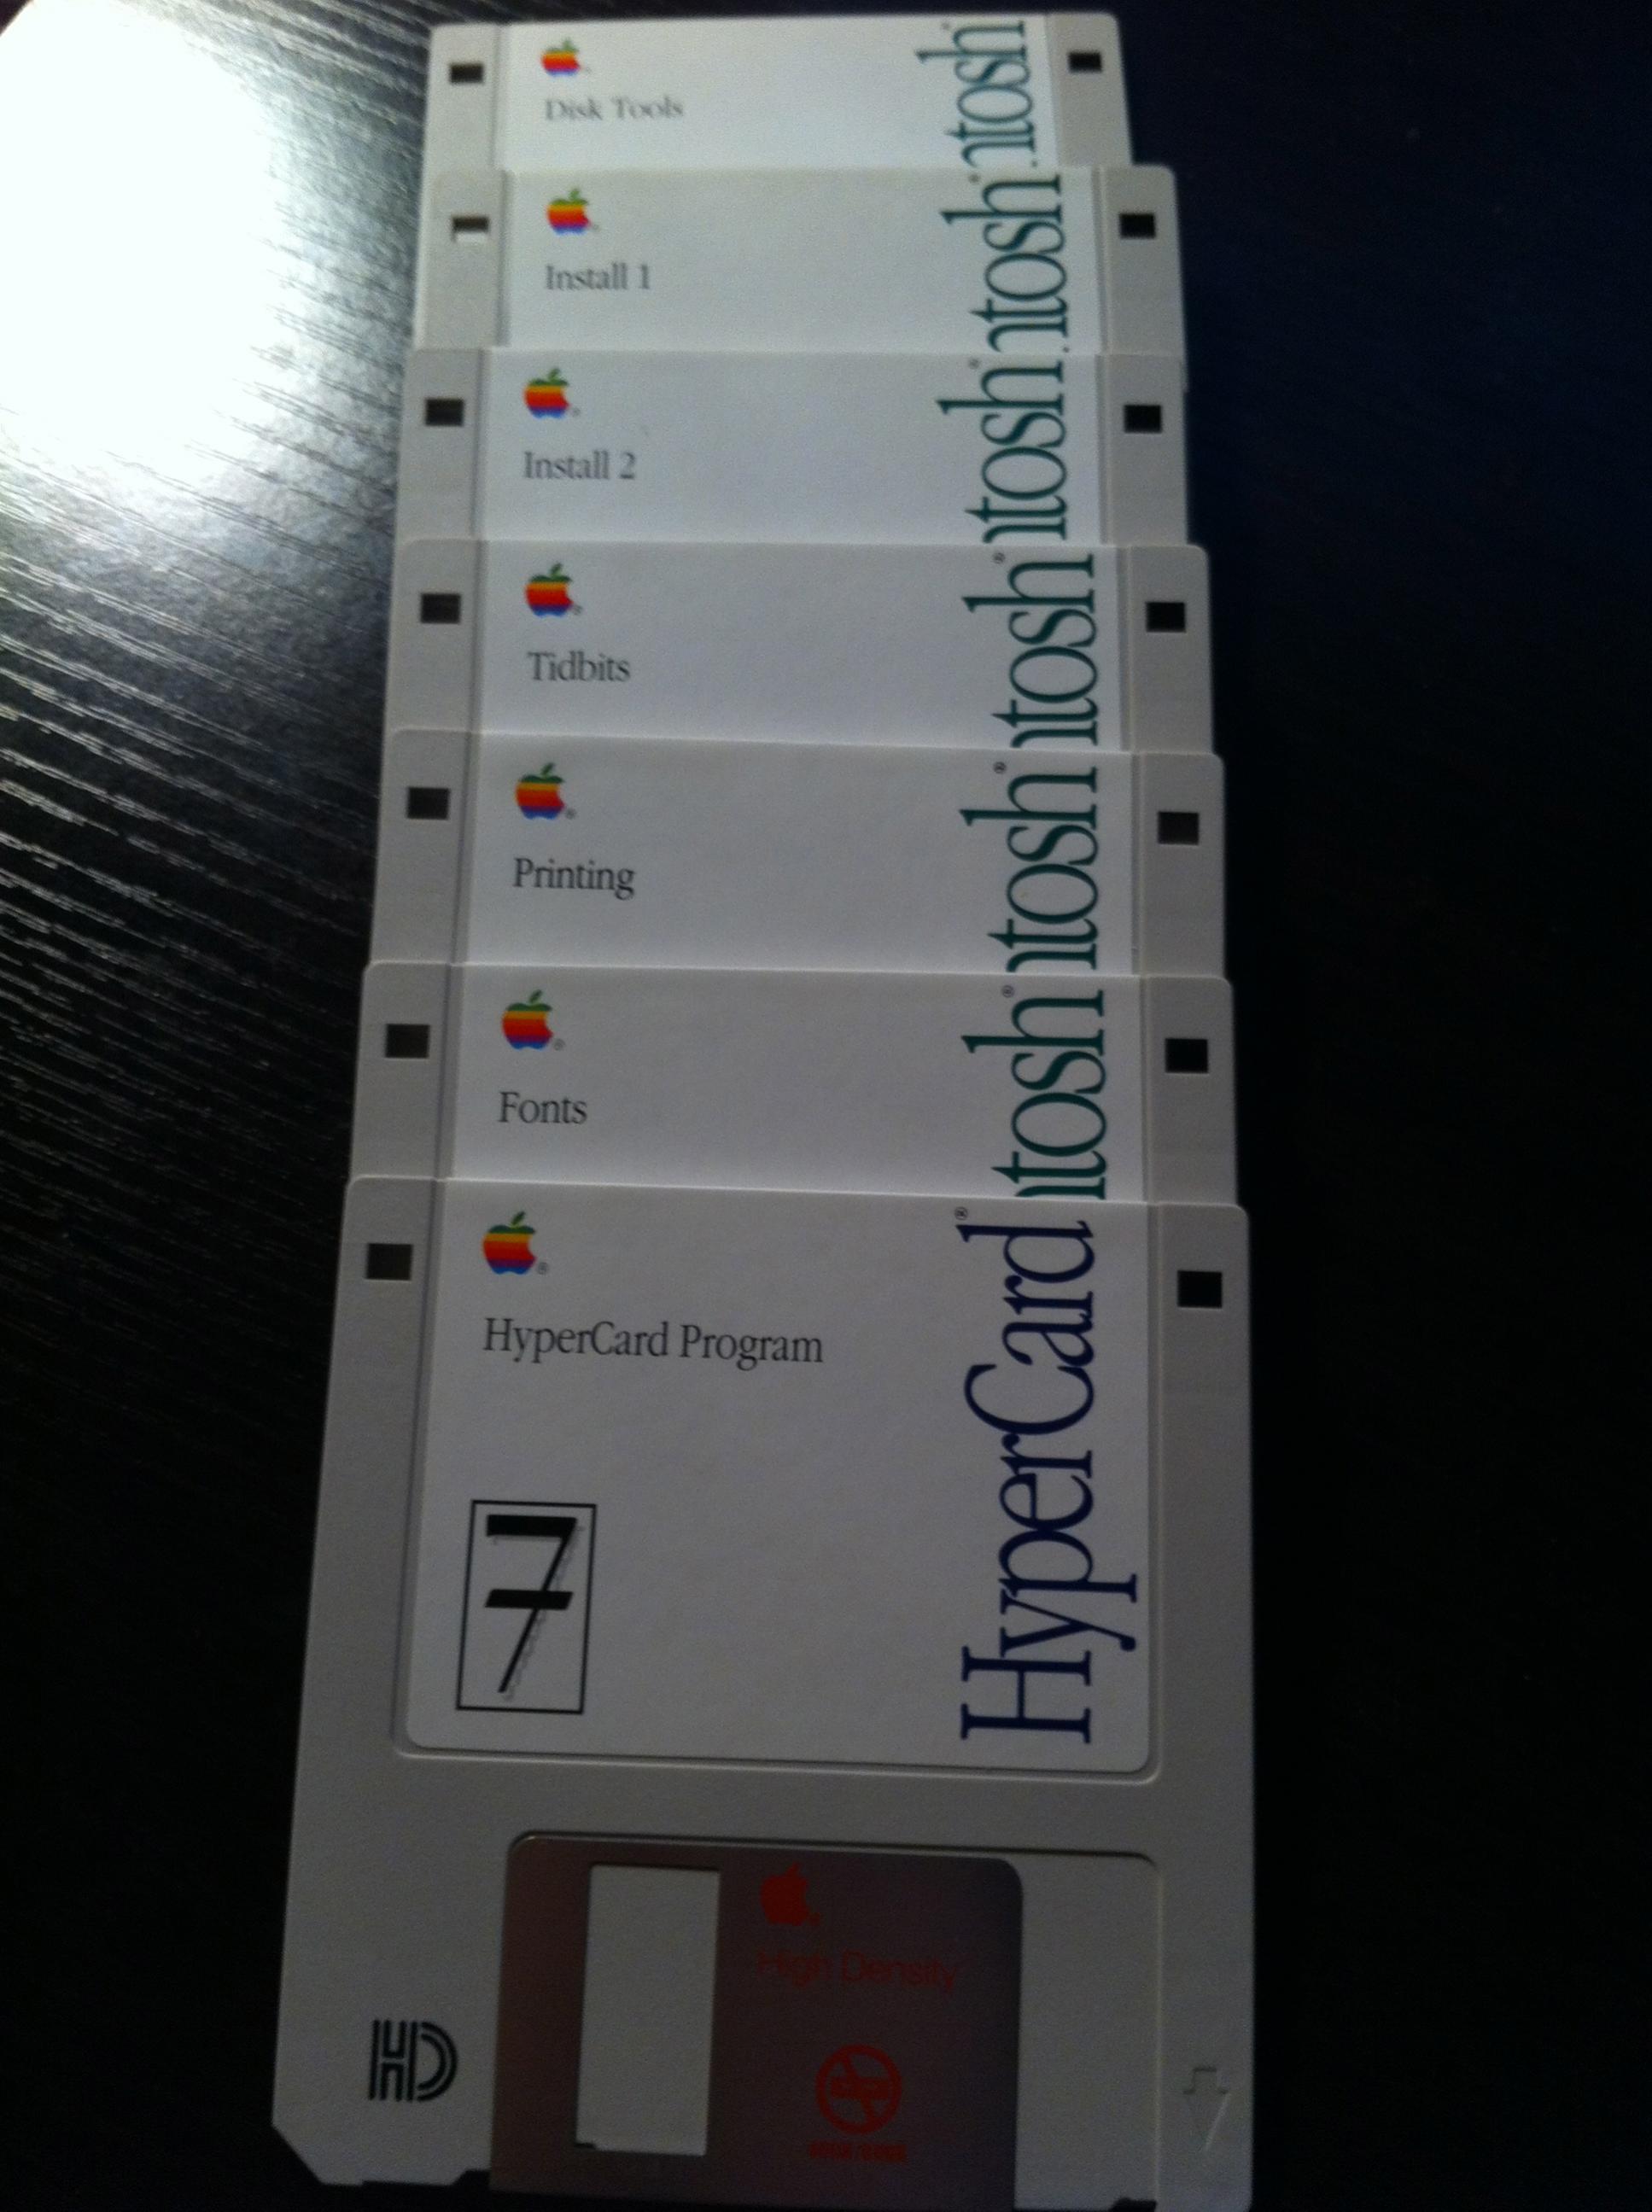 Disk Tools
ntosh
Install 1
ntosh
Install 2
ntosh
Tidbits
ntosh
Printing
ntosh
Fonts
ntosh
HyperCard Program
HyperCard®
7
High Density
HD